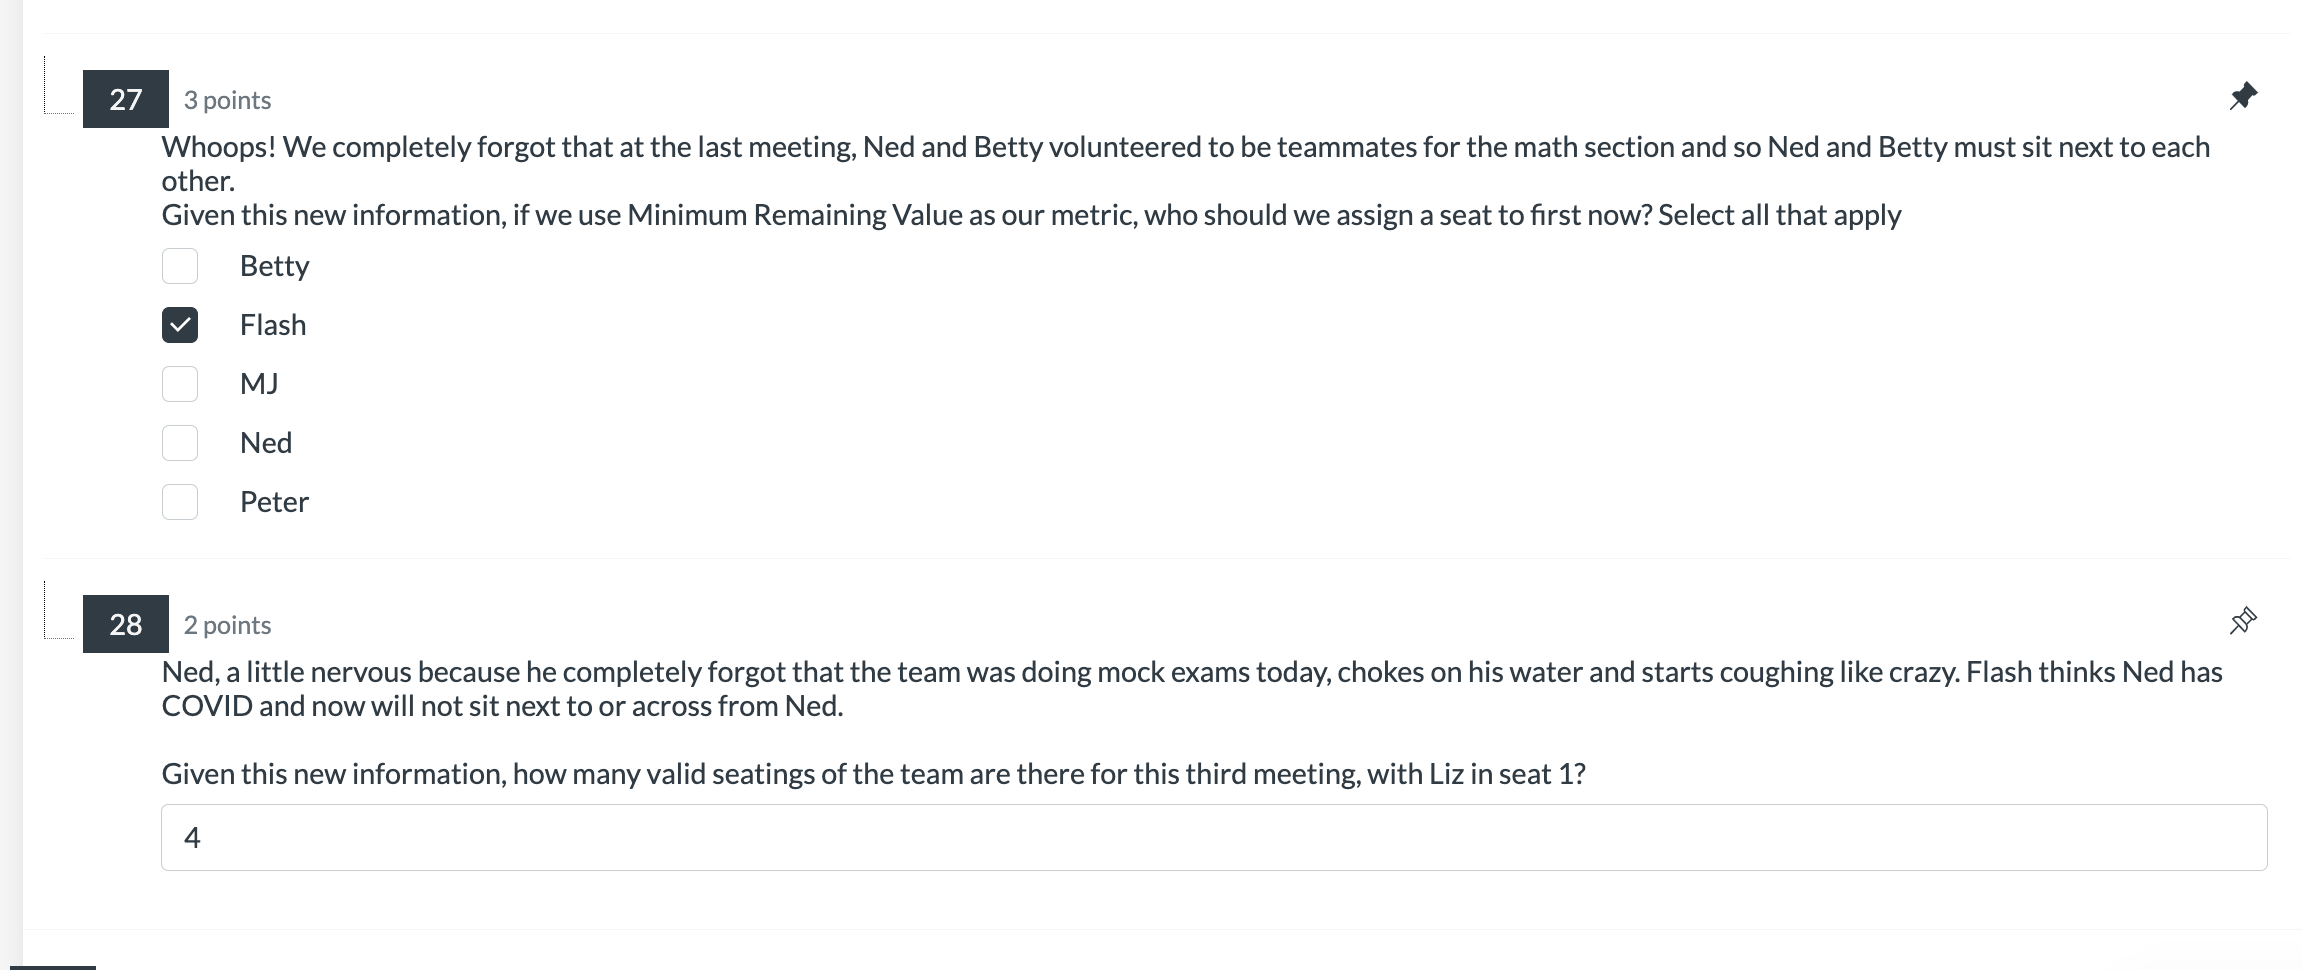 27 3 points
Whoops! We completely forgot that at the last meeting, Ned and Betty volunteered to be teammates for the math section and so Ned and Betty must sit next to each
other.
Given this new information, if we use Minimum Remaining Value as our metric, who should we assign a seat to first now? Select all that apply
Betty
Flash
MJ
Ned
Peter
28 2 points
Ned, a little nervous because he completely forgot that the team was doing mock exams today, chokes on his water and starts coughing like crazy. Flash thinks Ned has
COVID and now will not sit next to or across from Ned.
Given this new information, how many valid seatings of the team are there for this third meeting, with Liz in seat 1?
4